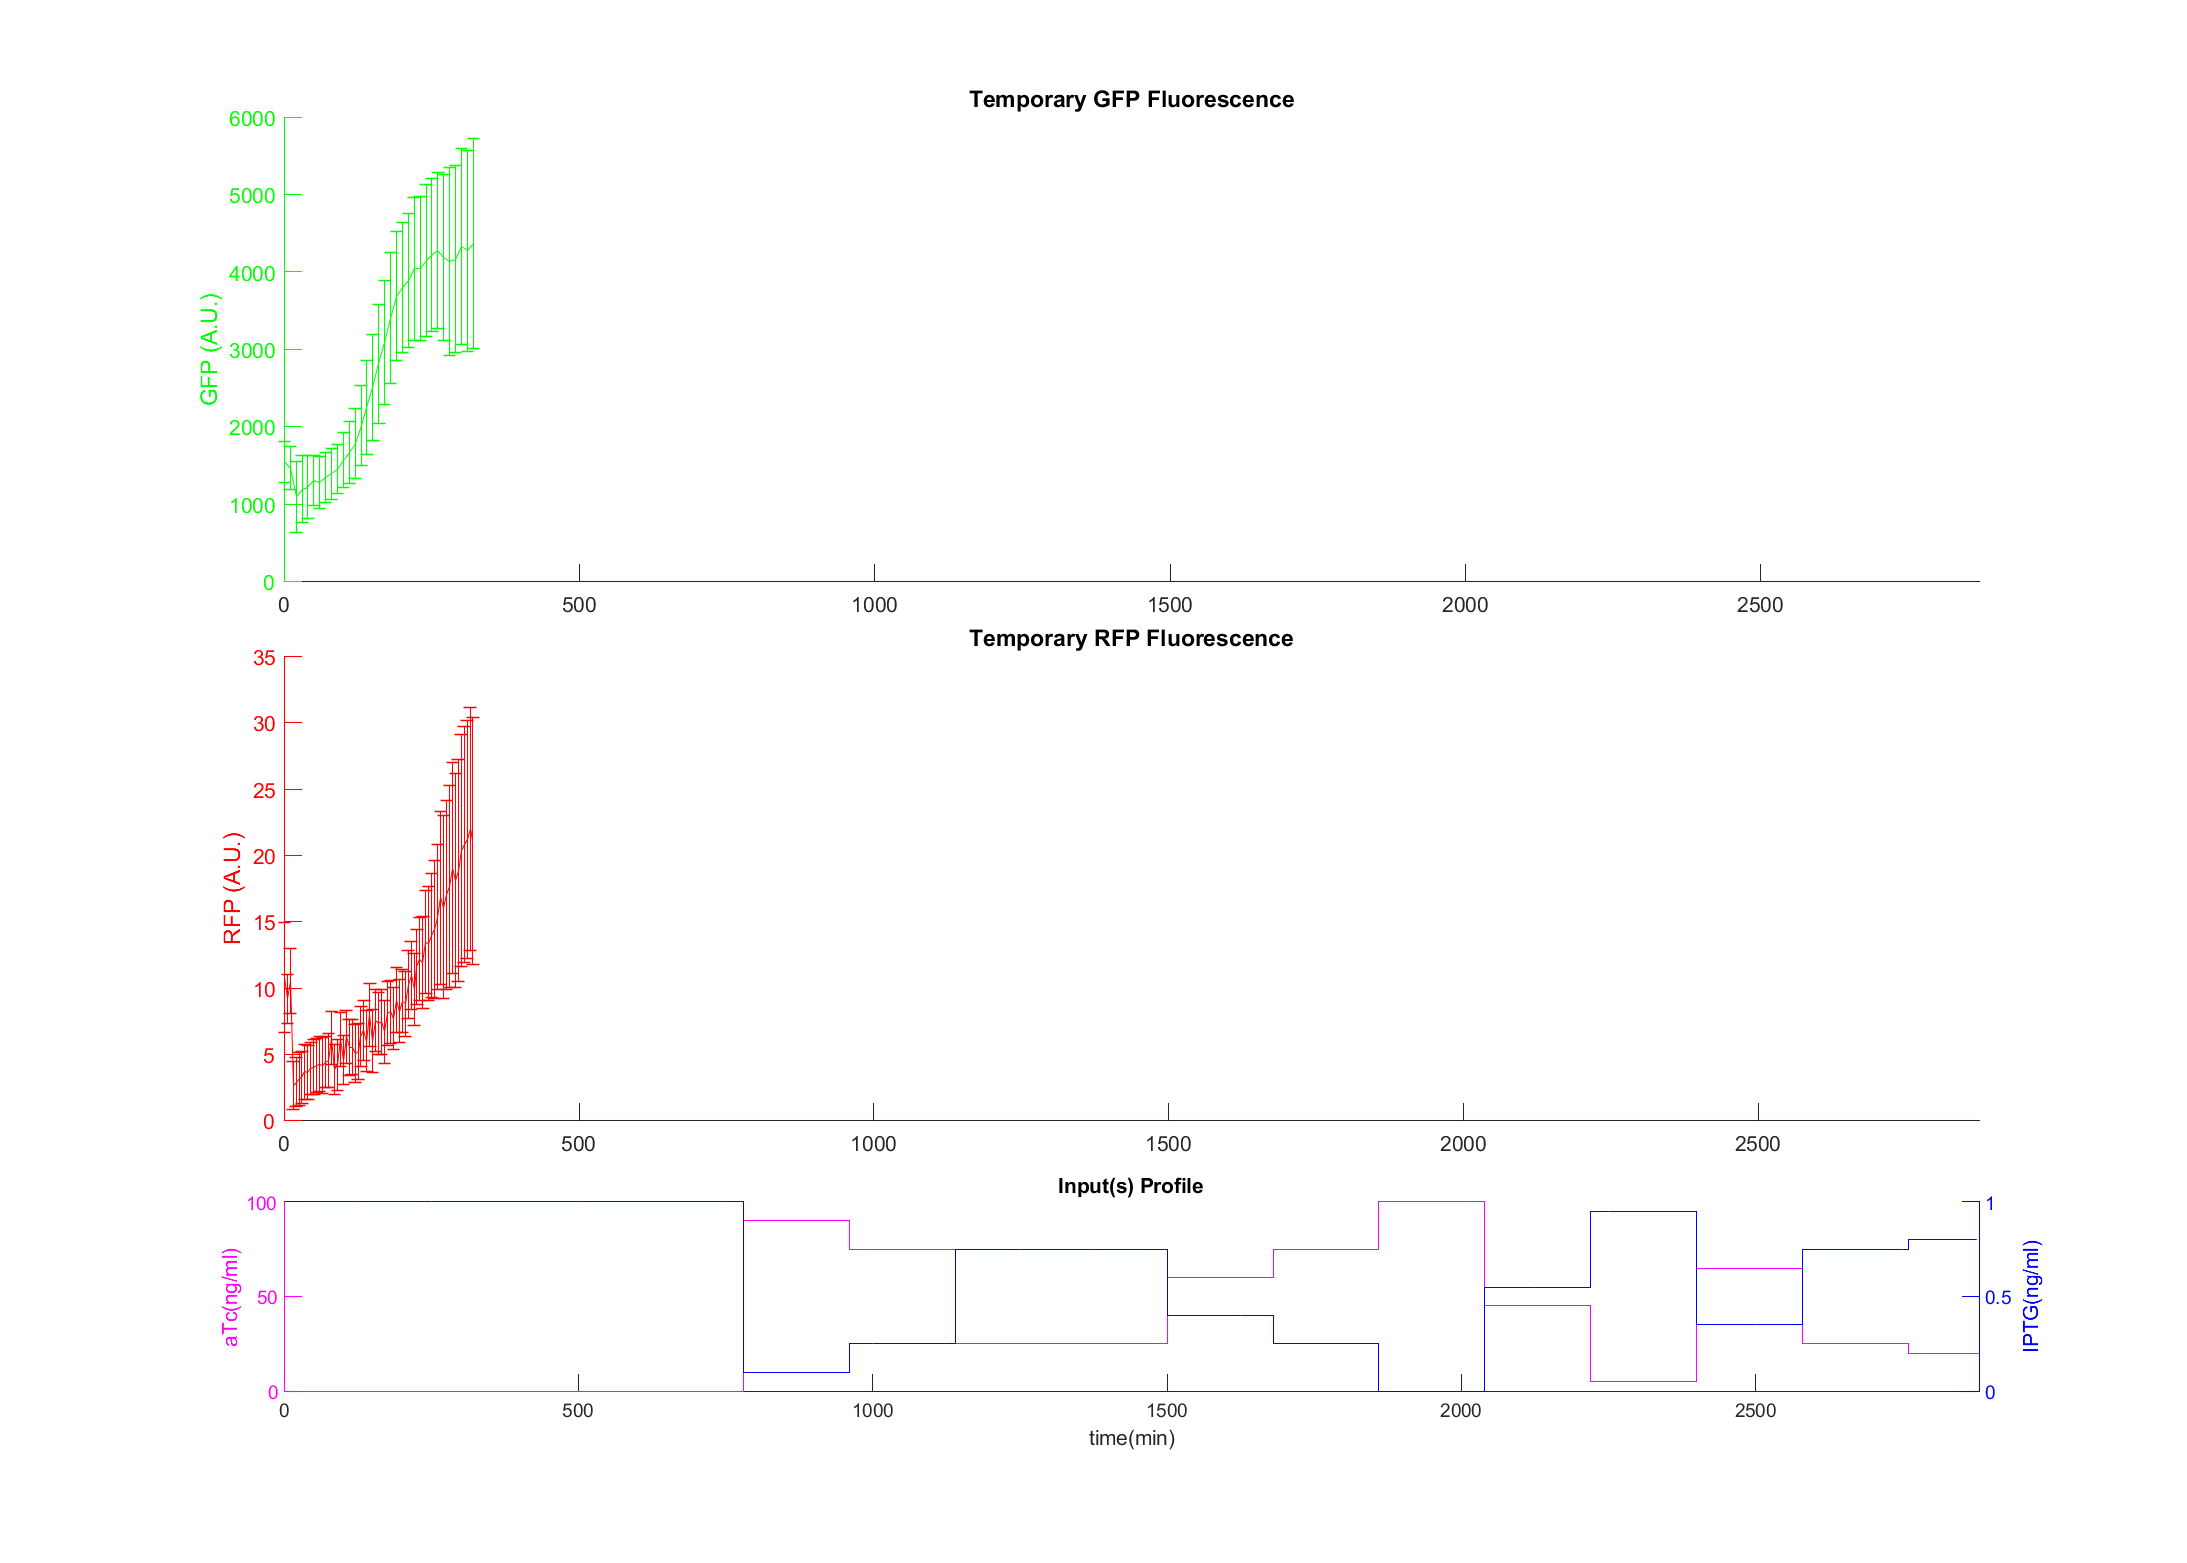 Temporary GFP Fluorescence
6000
5000
4000
3000
2000
1000
0
GFP (A.U.)
0 500 1000 1500 2000 2500
Temporary RFP Fluorescence
35
30
25
20
15
10
5
0
RFP (A.U.)
0 500 1000 1500 2000 2500
Input(s) Profile
100
50
0
aTc(ng/ml)
1
0.5
0
IPTG(ng/ml)
0 500 1000 1500 2000 2500
time(min)